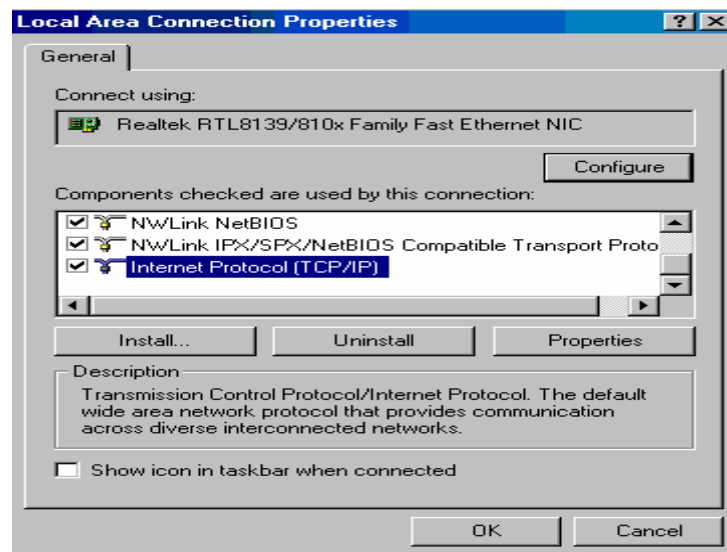 Local Area Connection Properties
General
Connect using:
Realtek RTL8139/810x Family Fast Ethernet NIC
Configure
Components checked are used by this connection:
NWLink NetBIOS
NWLink IPX/SPX/NetBIOS Compatible Transport Proto
Internet Protocol (TCP/IP)
Install... Uninstall Properties
Description
Transmission Control Protocol/Internet Protocol. The default
wide area network protocol that provides communication
across diverse interconnected networks.
Show icon in taskbar when connected
OK Cancel